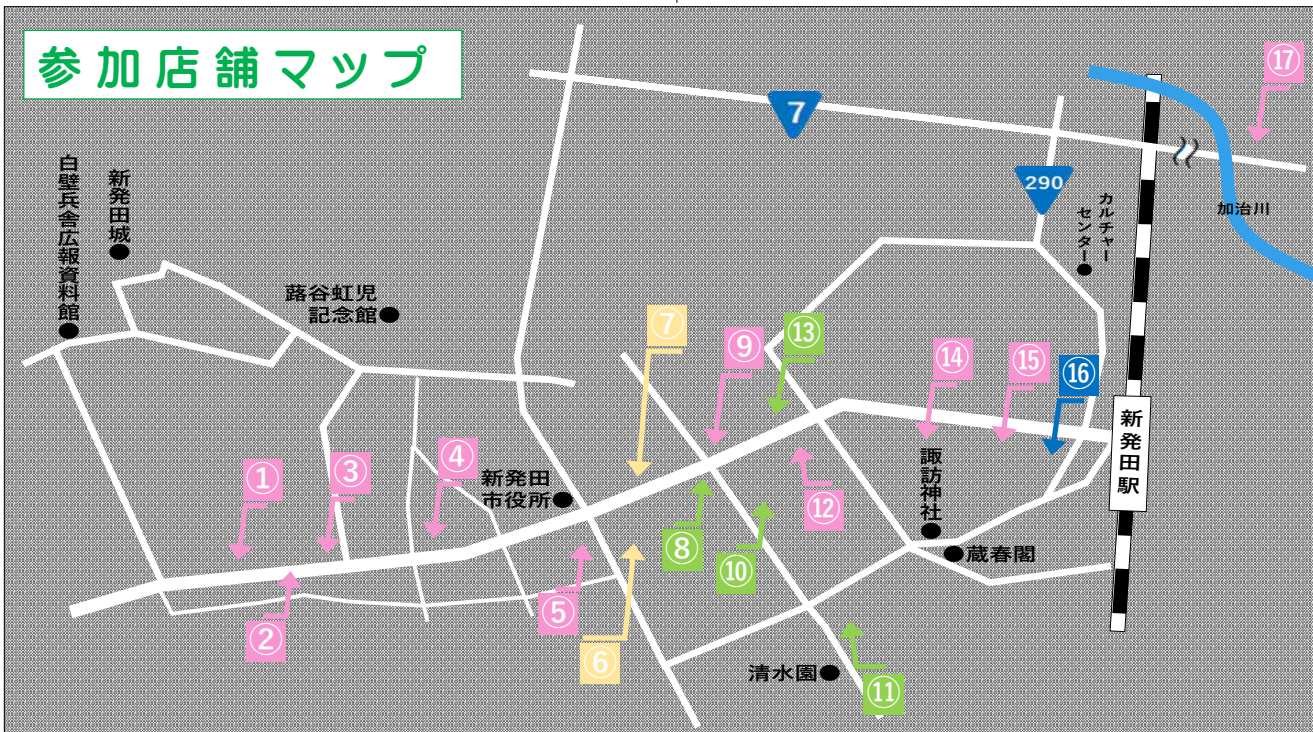 参加店舗マップ
⑰
7
290
カルチャー
センター
加治川
白壁兵舎広報資料館
新発田城
蕗谷虹児
記念館
⑦
⑨
⑬
⑭
⑮
⑯
①
③
④
新発田
市役所
新発田駅
諏訪神社
⑫
⑧
⑩
蔵春閣
②
⑤
⑥
清水園
⑪